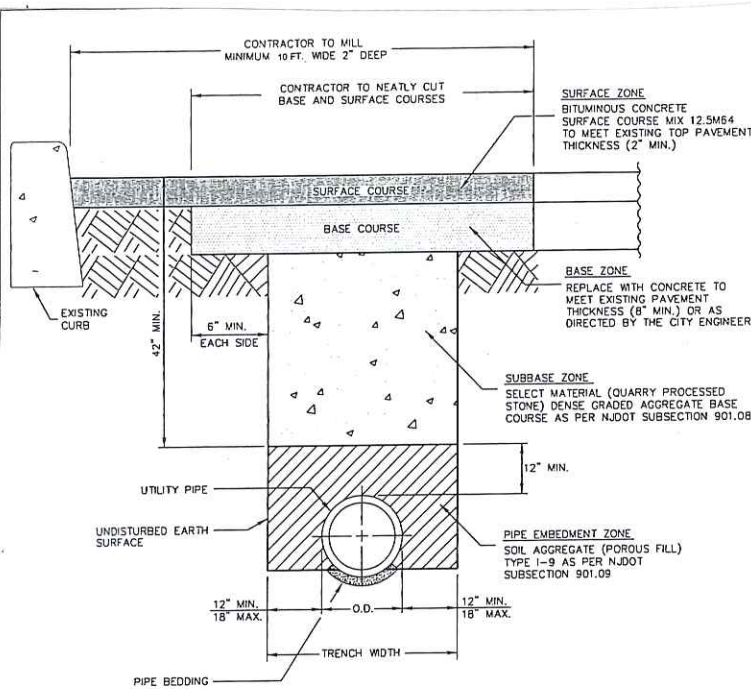 CONTRACTOR TO MILL
MINIMUM 10 FT. WIDE 2" DEEP
CONTRACTOR TO NEATLY CUT
BASE AND SURFACE COURSES
SURFACE ZONE
BITUMINOUS CONCRETE
SURFACE COURSE MIX 12.5M64
TO MEET EXISTING TOP PAVEMENT
THICKNESS (2" MIN.)
SURFACE COURSE
BASE COURSE
BASE ZONE
REPLACE WITH CONCRETE TO
MEET EXISTING PAVEMENT
THICKNESS (8" MIN.) OR AS
DIRECTED BY THE CITY ENGINEER
EXISTING
CURB
42" MIN.
6" MIN.
EACH SIDE
SUBBASE ZONE
SELECT MATERIAL (QUARRY PROCESSED
STONE) DENSE GRADED AGGREGATE BASE
COURSE AS PER NJDOT SUBSECTION 901.08
12" MIN.
UTILITY PIPE
UNDISTURBED EARTH
SURFACE
PIPE EMBEDMENT ZONE
SOIL AGGREGATE (POROUS FILL)
TYPE I-9 AS PER NJDOT
SUBSECTION 901.09
12" MIN.
18" MAX.
O.D.
12" MIN.
18" MAX.
TRENCH WIDTH
PIPE BEDDING